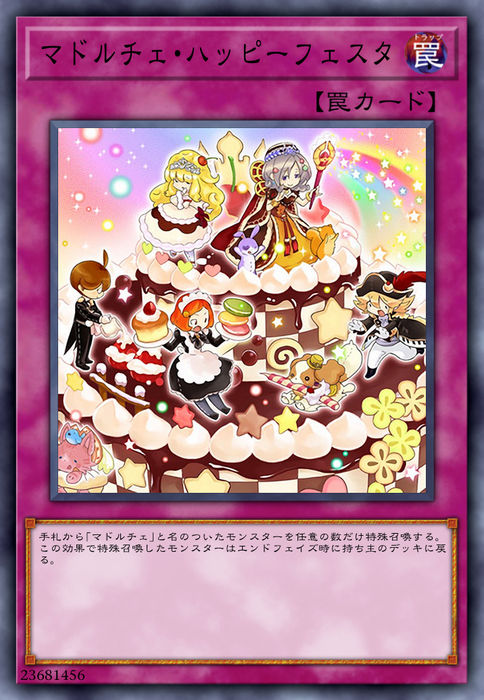 マドルチェ・ハッピーフェスタ
トラップ
罠
【罠カード】
手札から「マドルチェ」と名のついたモンスターを任意の数だけ特殊召喚する。
この効果で特殊召喚したモンスターはエンドフェイズ時に持ち主のデッキに戻
る。
23681456